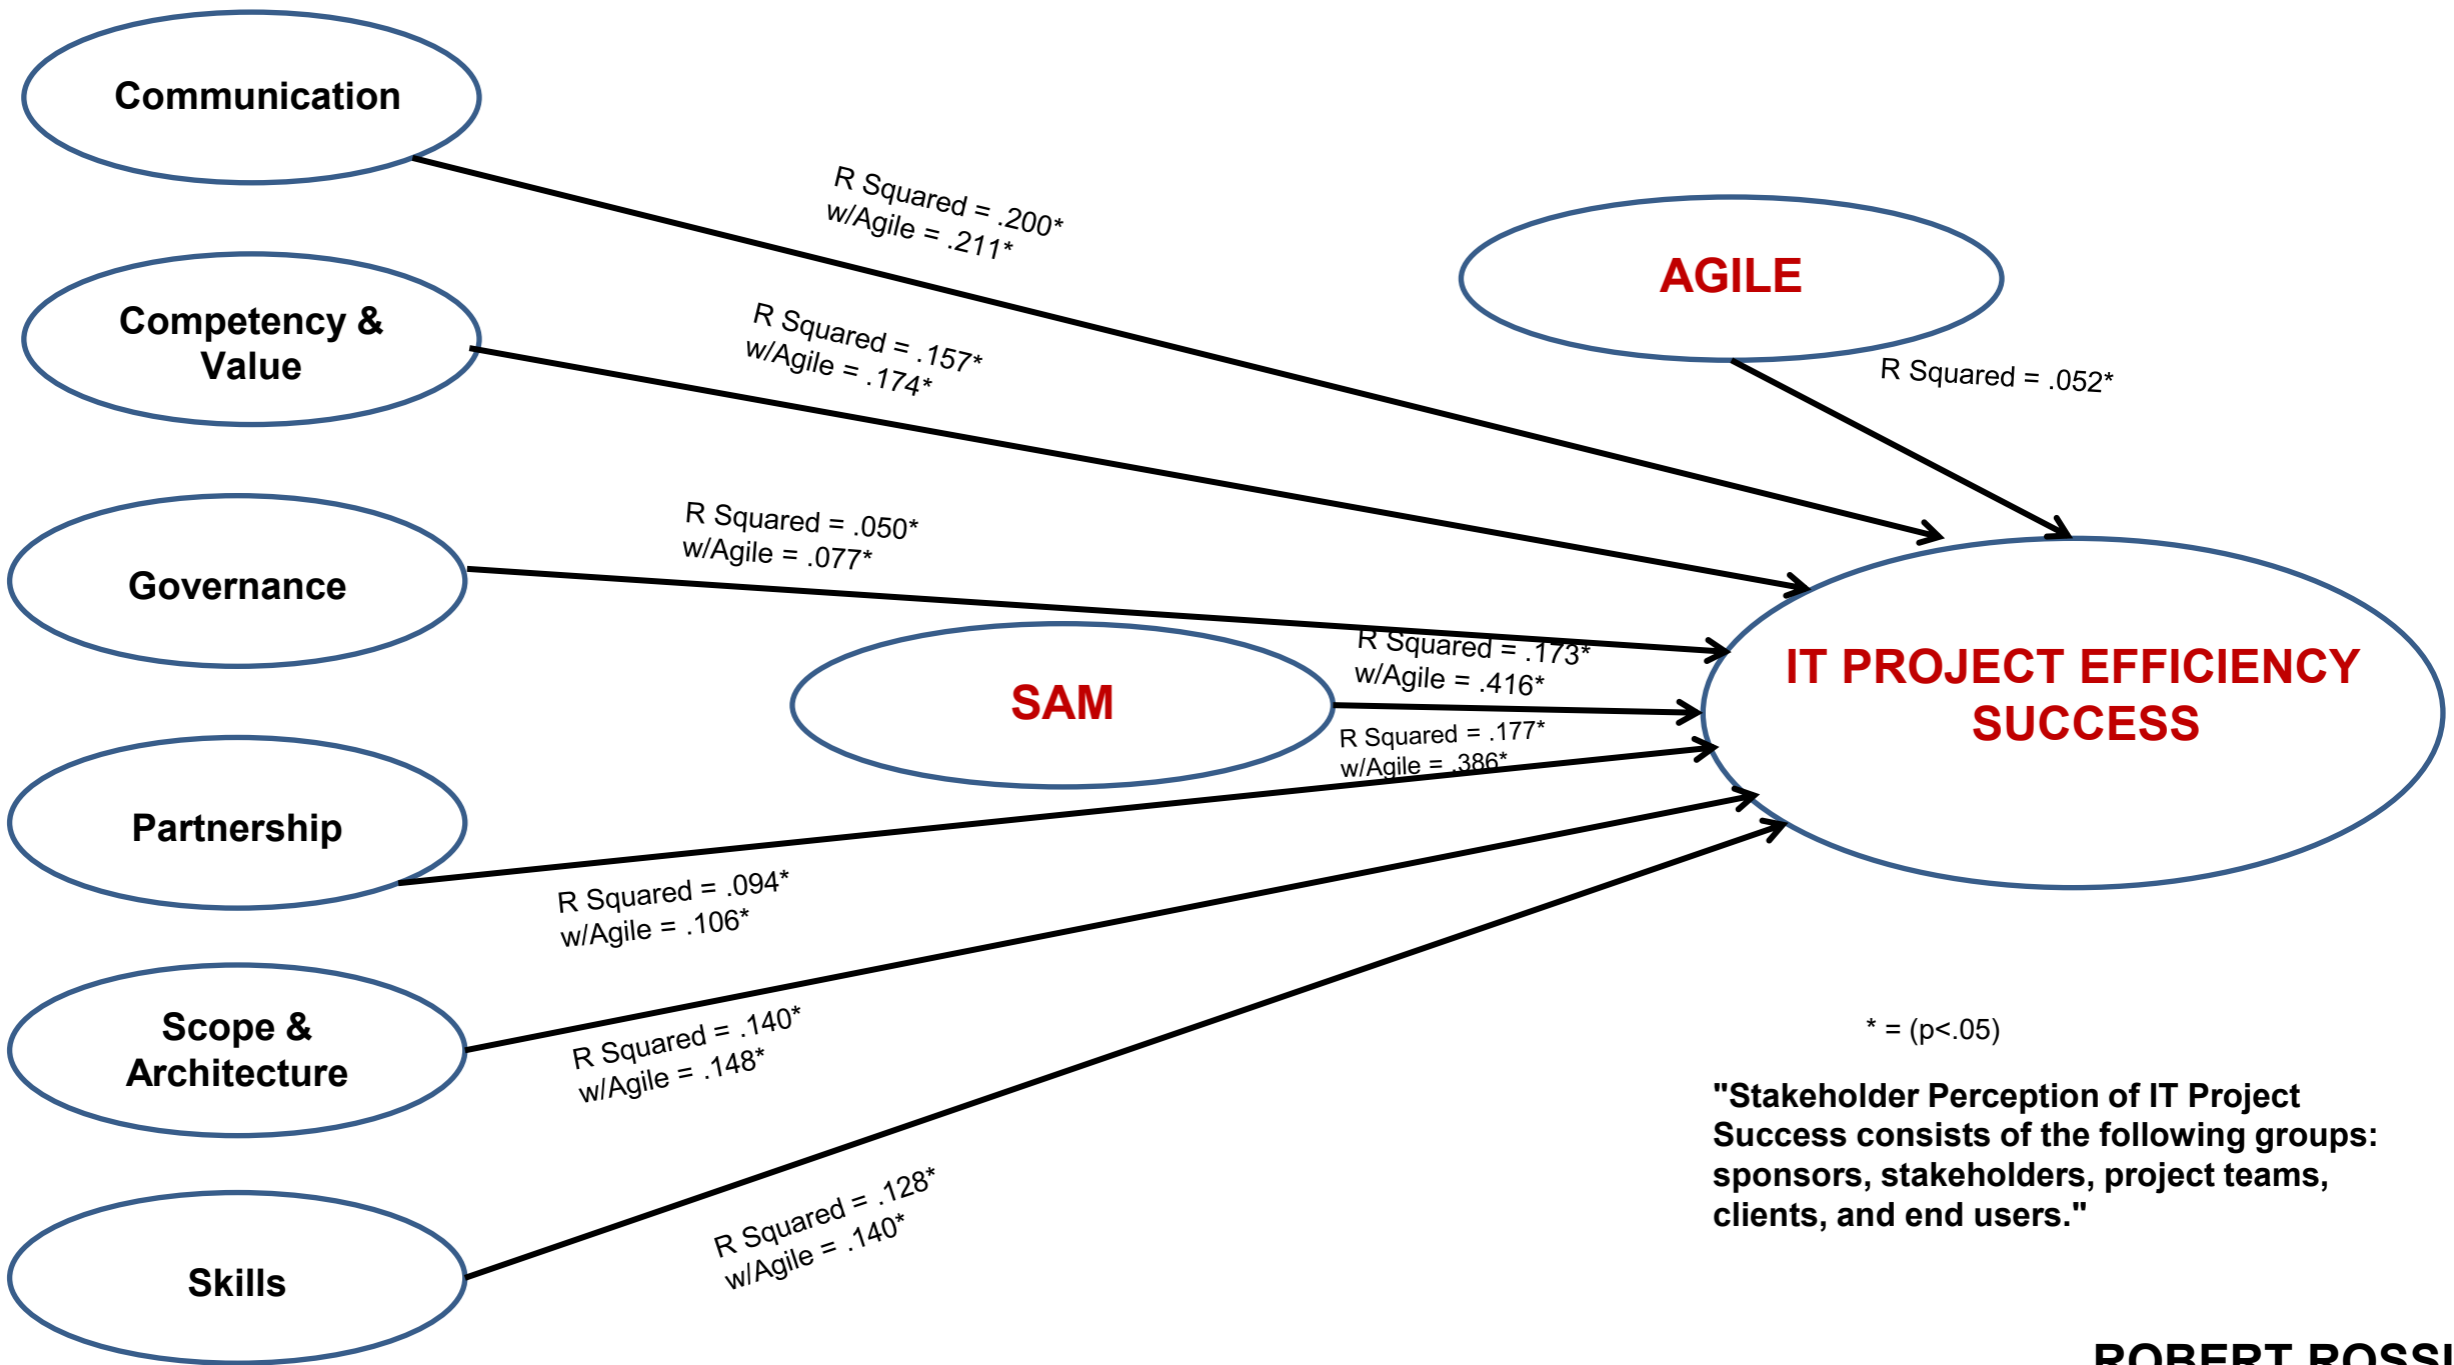 Communication
R Squared = .200*
w/Agile = .211*
AGILE
R Squared = .052*
Competency &
Value
R Squared = .157*
w/Agile = .174*
Governance
R Squared = .050*
w/Agile = .077*
SAM
R Squared = .173*
w/Agile = .416*
R Squared = .177*
w/Agile = .386*
IT PROJECT EFFICIENCY
SUCCESS
Partnership
R Squared = .094*
w/Agile = .106*
Scope &
Architecture
R Squared = .140*
w/Agile = .148*
Skills
R Squared = .128*
w/Agile = .140*
* = (p<.05)
"Stakeholder Perception of IT Project
Success consists of the following groups:
sponsors, stakeholders, project teams,
clients, and end users."
ROBERT ROSSI